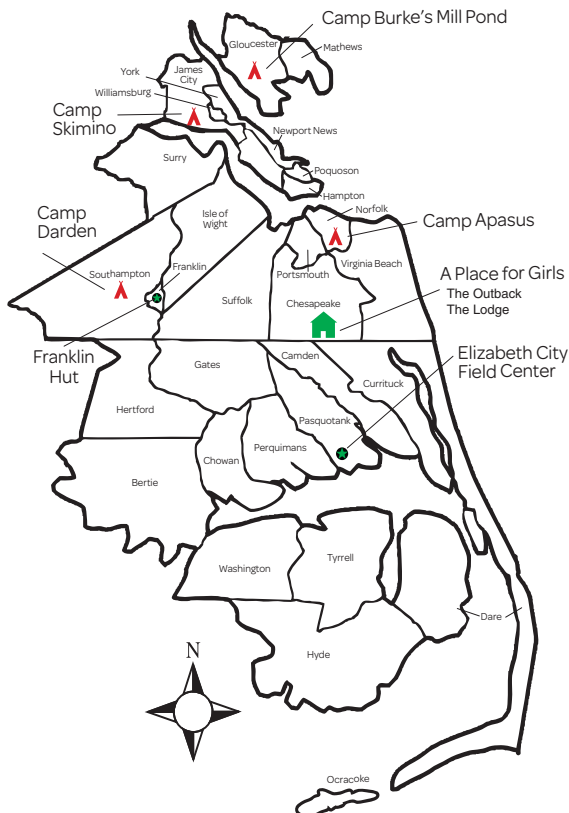 Camp Burke's Mill Pond
Gloucester
Mathews
York
James
City
Williamsburg
Camp
Skimino
Newport News
Surry
Poquoson
Hampton
Isle of
Wight
Norfolk
Camp
Darden
Camp Apasus
Southampton
Franklin
Portsmouth
Virginia Beach
A Place for Girls
The Outback
The Lodge
Suffolk
Chesapeake
Franklin
Hut
Elizabeth City
Field Center
Gates
Camden
Currituck
Hertford
Pasquotank
Perquimans
Chowan
Bertie
Washington
Tyrrell
Dare
Hyde
N
Ocracoke